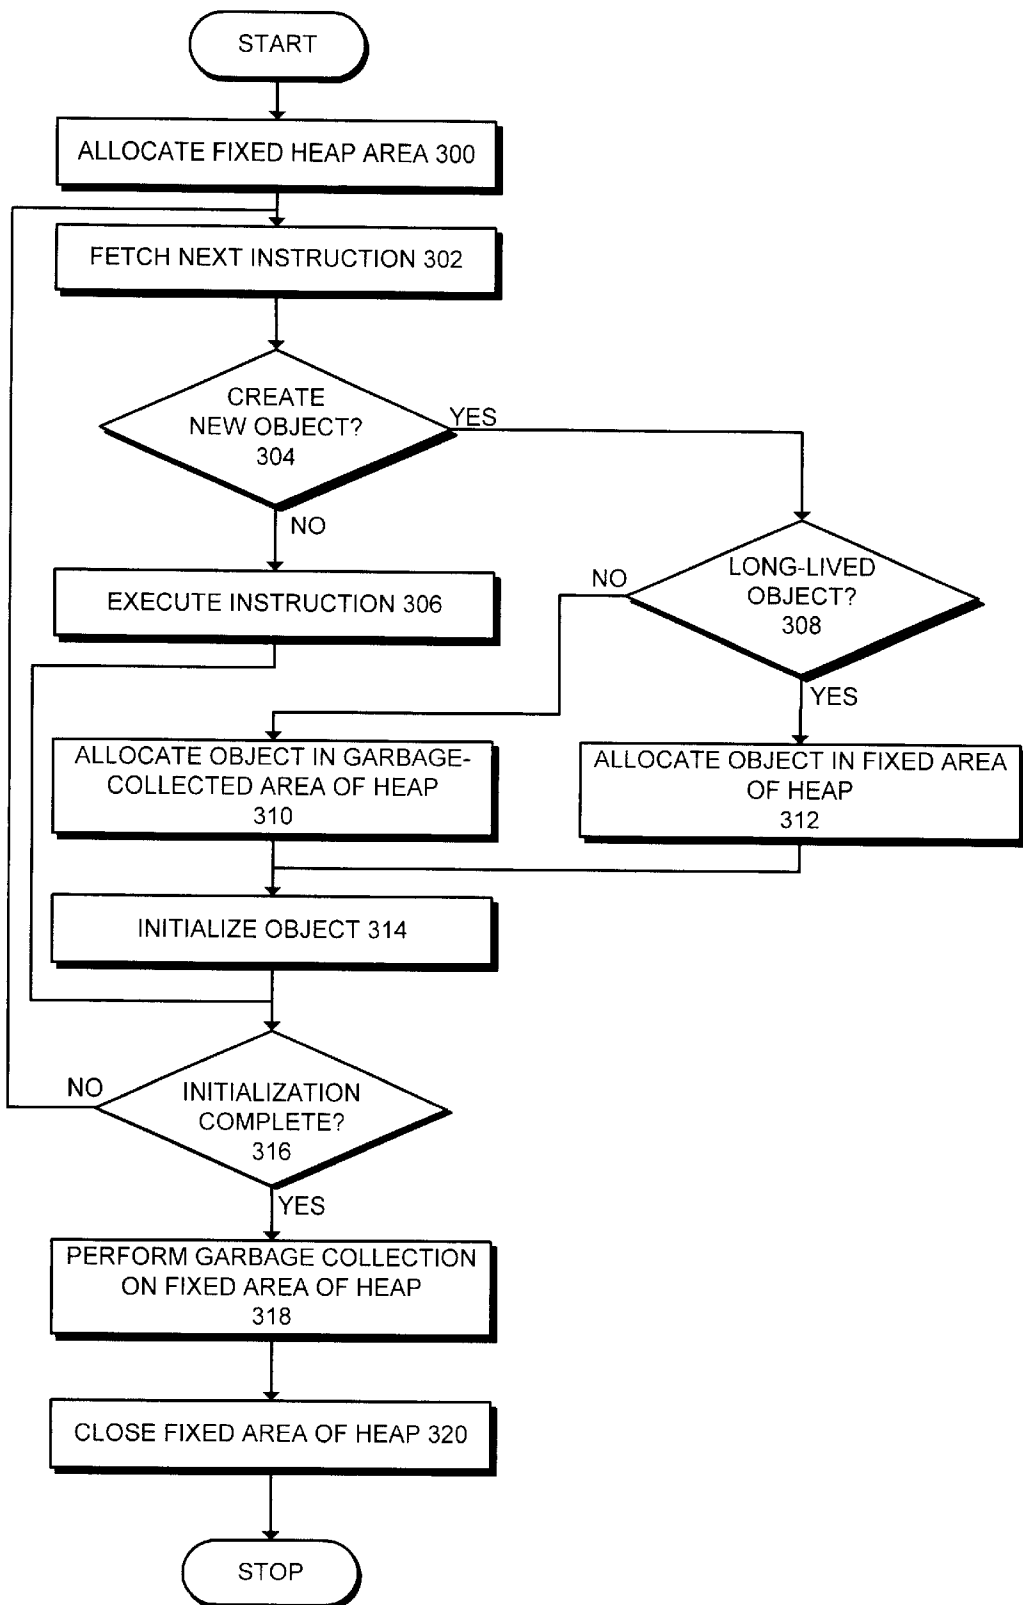 START
ALLOCATE FIXED HEAP AREA 300
FETCH NEXT INSTRUCTION 302
CREATE
NEW OBJECT?
304
YES
NO
LONG-LIVED
OBJECT?
308
NO
YES
EXECUTE INSTRUCTION 306
ALLOCATE OBJECT IN GARBAGE-
COLLECTED AREA OF HEAP
310
ALLOCATE OBJECT IN FIXED AREA
OF HEAP
312
INITIALIZE OBJECT 314
NO
INITIALIZATION
COMPLETE?
316
YES
PERFORM GARBAGE COLLECTION
ON FIXED AREA OF HEAP
318
CLOSE FIXED AREA OF HEAP 320
STOP